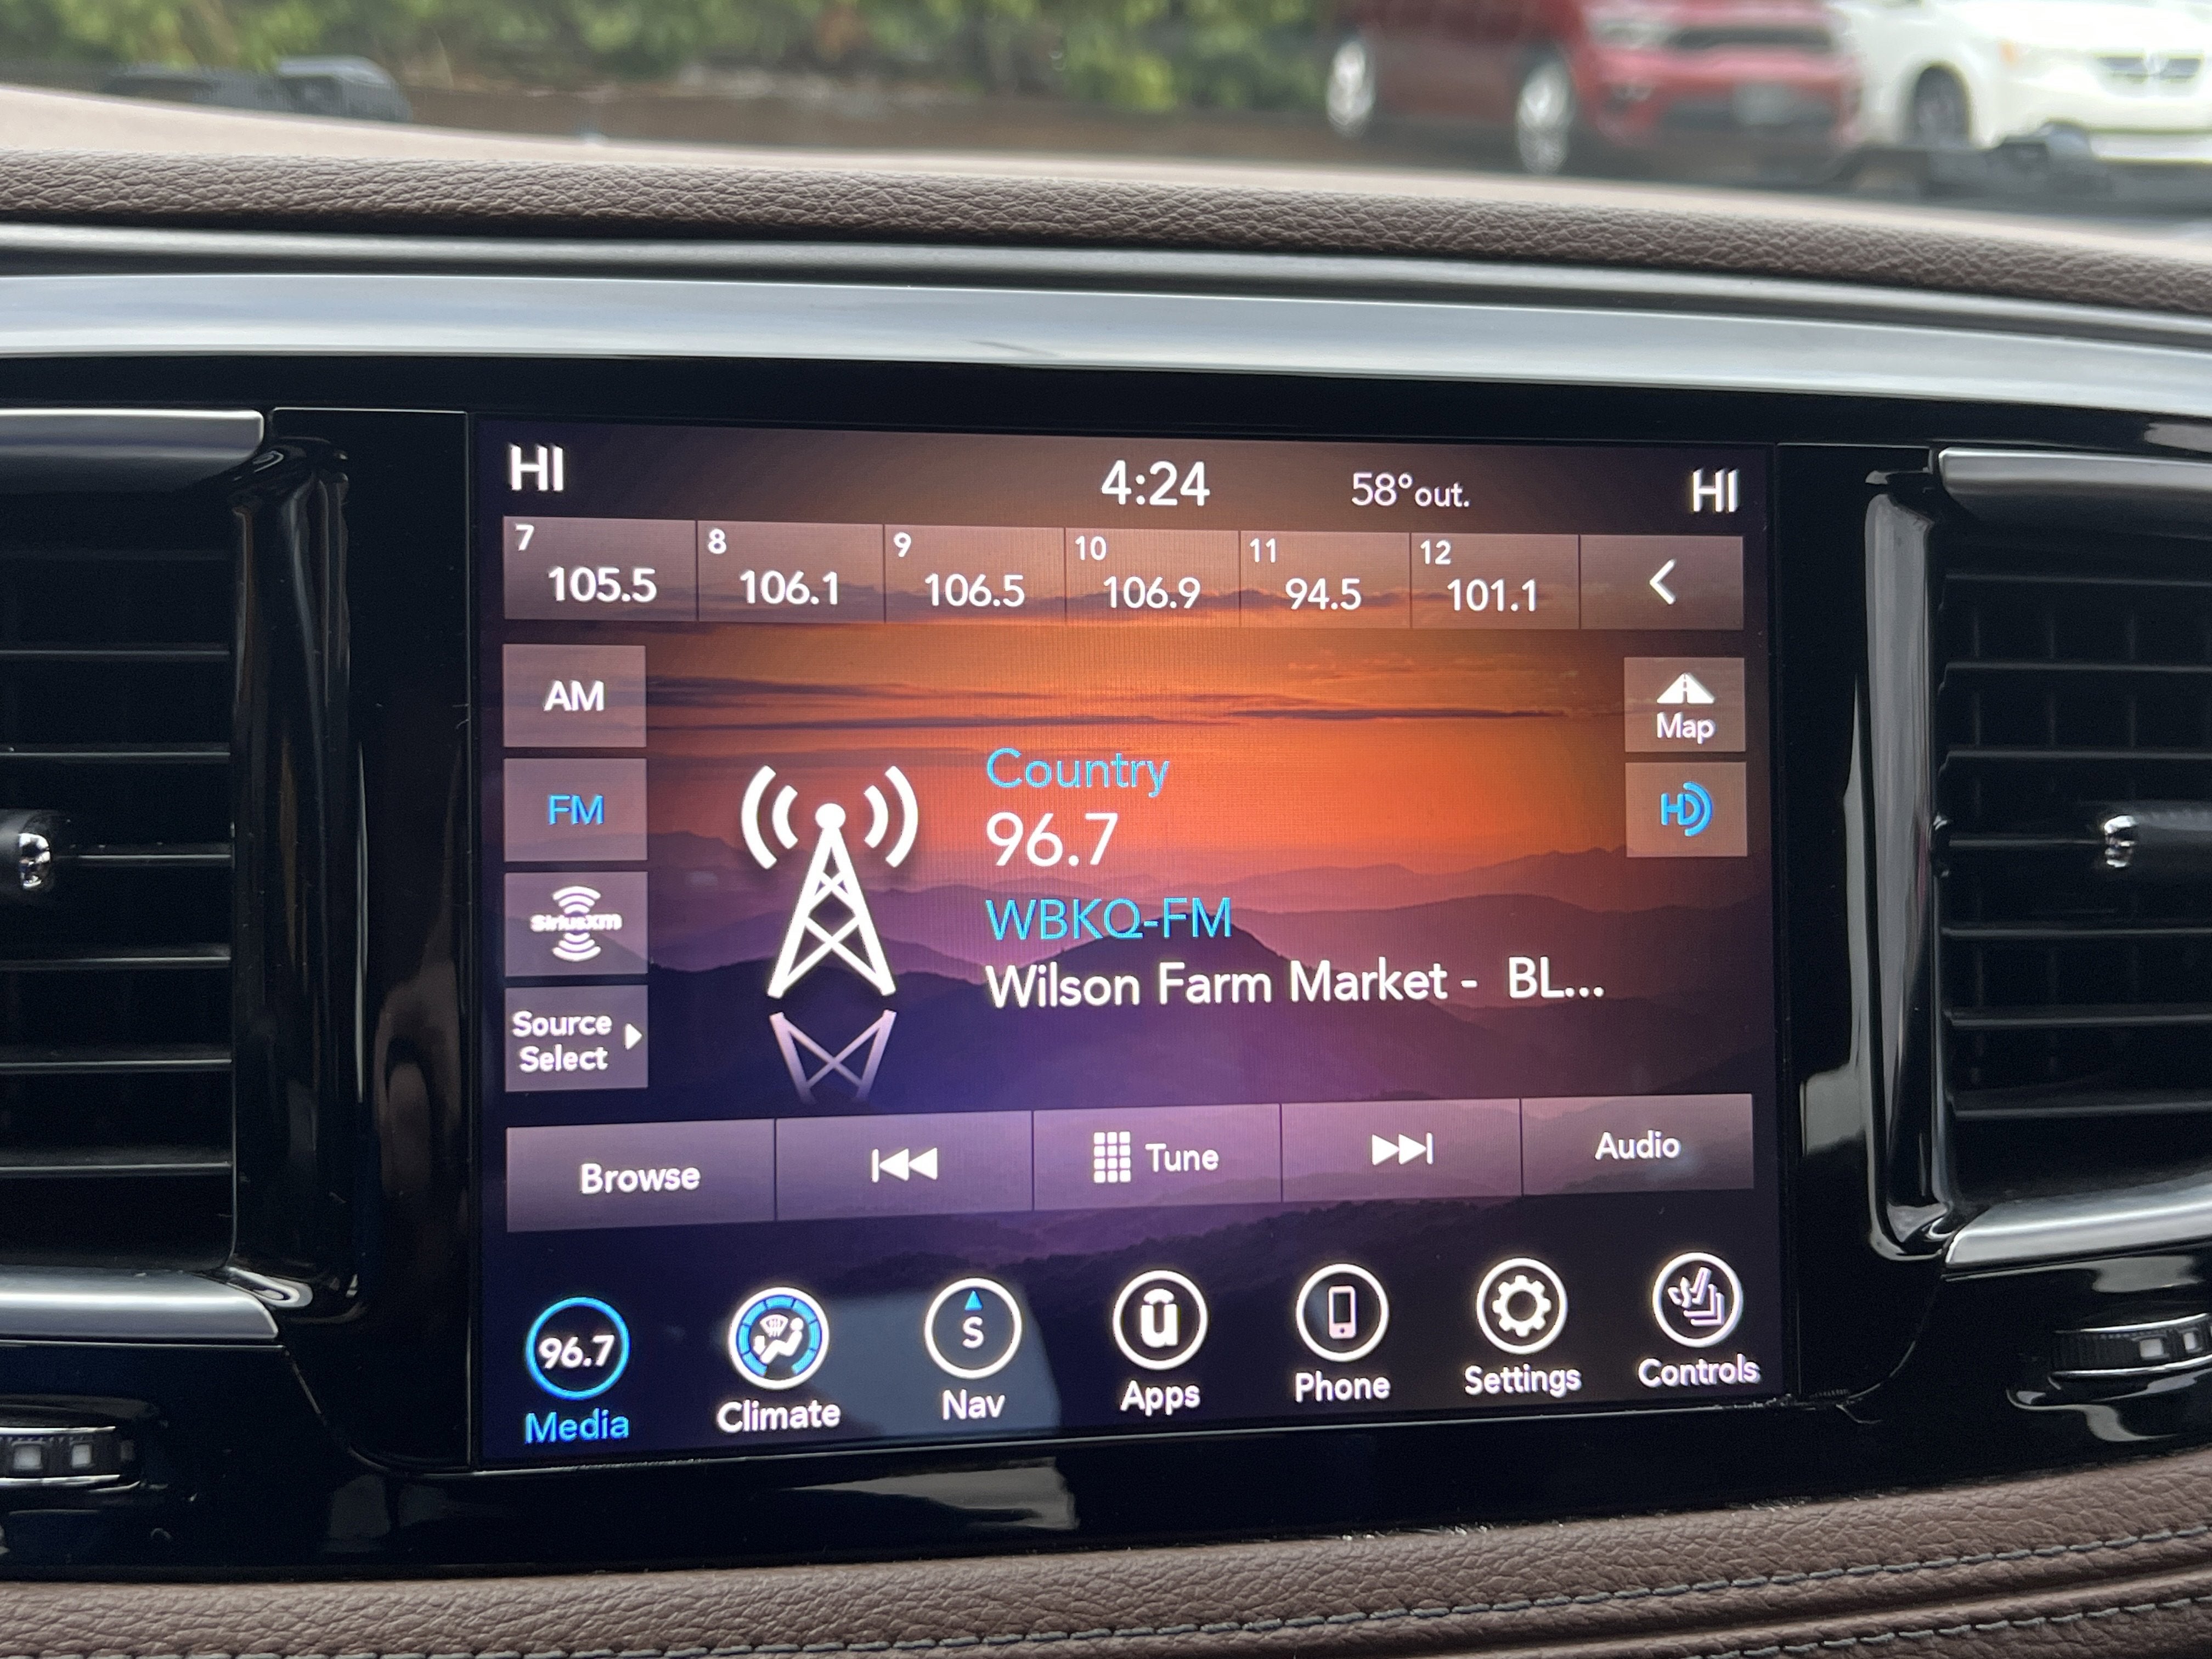 HI 4:24 58°out. HI
7 8 9 10 11 12
105.5 106.1 106.5 106.9 94.5 101.1
AM
Map
FM
HD
SiriusXM
Source
Select
Country
96.7
WBKQ-FM
Wilson Farm Market - BL...
Browse Tune Audio
96.7 S ū
Media Climate Nav Apps Phone Settings Controls